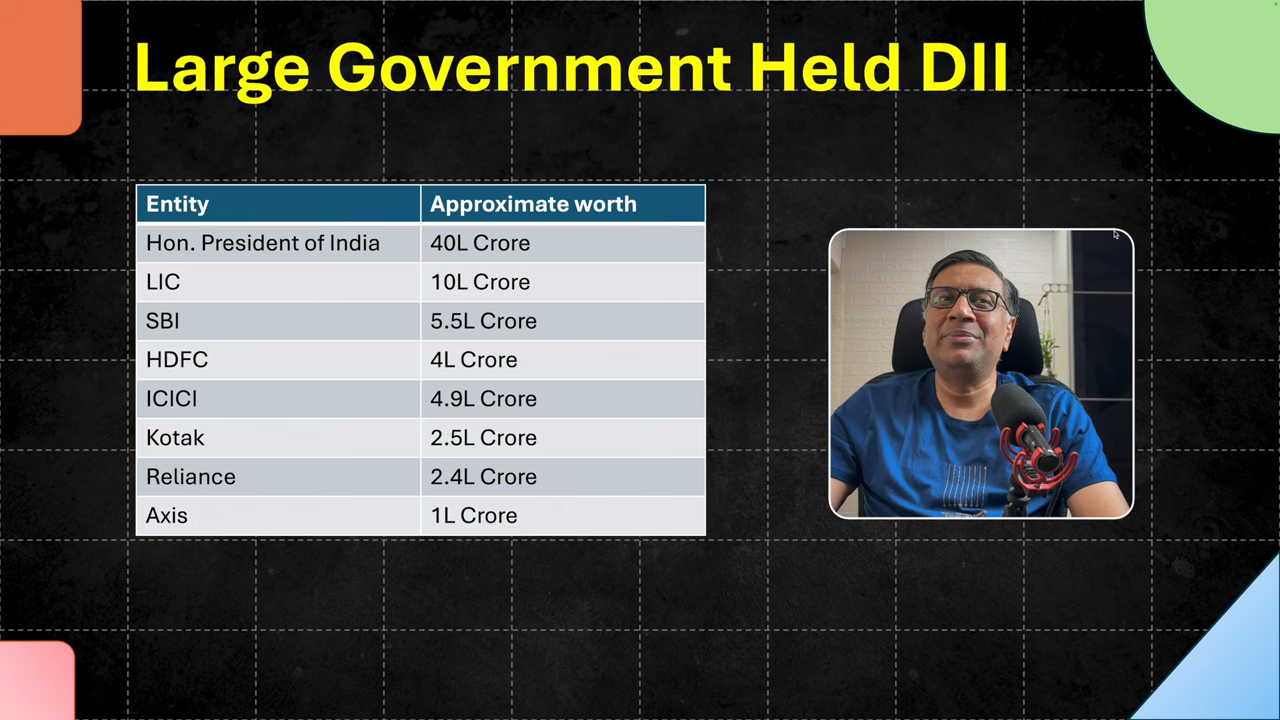 Large Government Held DII
Entity Approximate worth
Hon. President of India 40L Crore
LIC 10L Crore
SBI 5.5L Crore
HDFC 4L Crore
ICICI 4.9L Crore
Kotak 2.5L Crore
Reliance 2.4L Crore
Axis 1L Crore